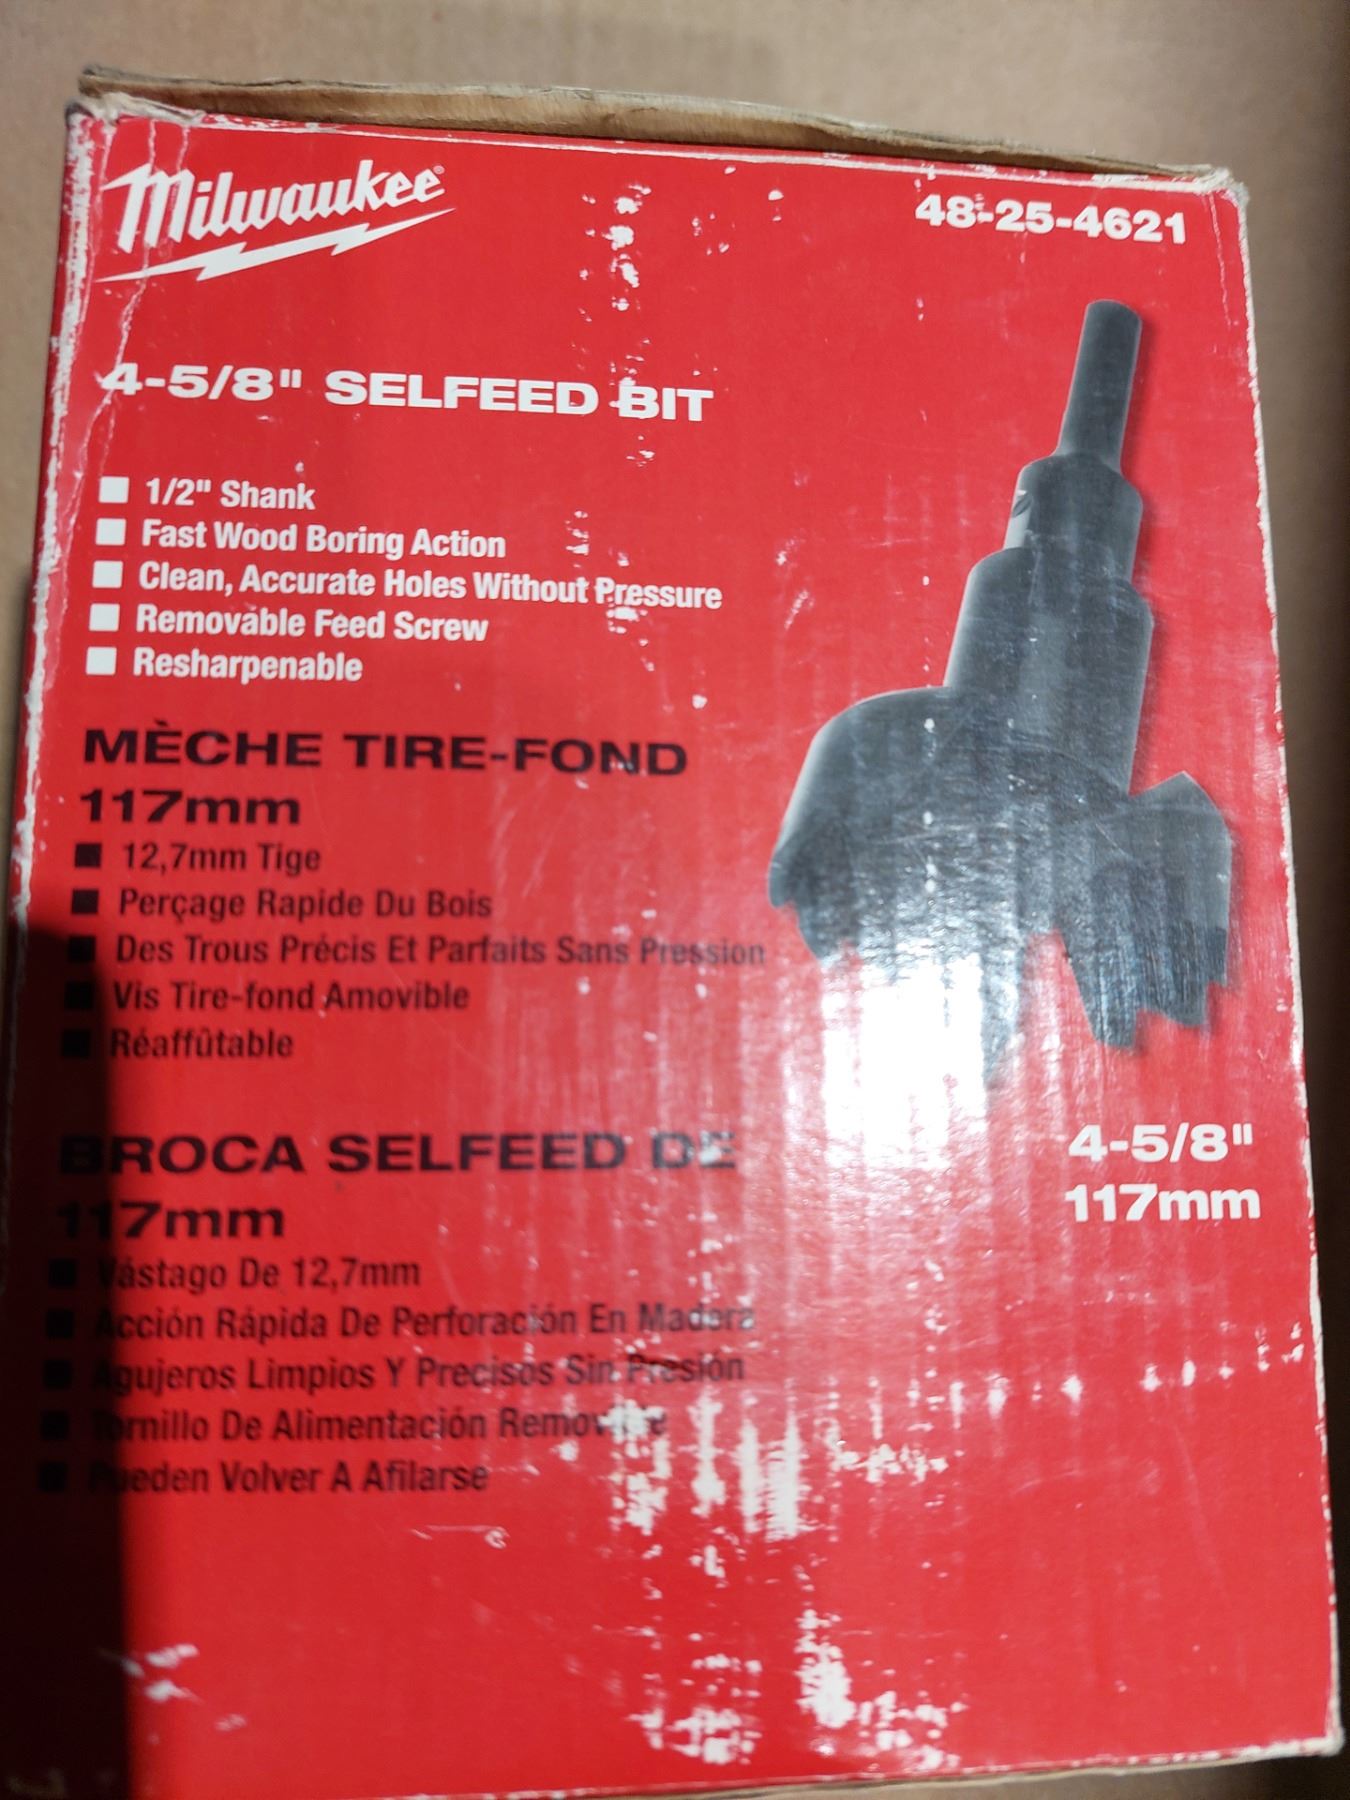 Milwaukee®
48-25-4621
4-5/8" SELFEED BIT
1/2" Shank
Fast Wood Boring Action
Clean, Accurate Holes Without Pressure
Removable Feed Screw
Resharpenable
MÈCHE TIRE-FOND
117mm
12,7mm Tige
Perçage Rapide Du Bois
Des Trous Précis Et Parfaits Sans Pression
Vis Tire-fond Amovible
Réaffûtable
BROCA SELFEED DE
117mm
Vástago De 12,7mm
Acción Rápida De Perforación En Madera
Agujeros Limpios Y Precisos Sin Presión
Tornillo De Alimentación Removible
Pueden Volver A Afilarse
4-5/8"
117mm